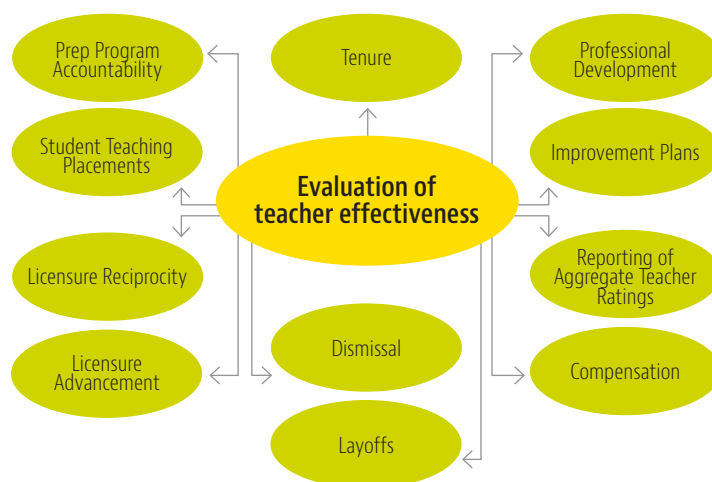 Prep Program
Accountability
Tenure
Professional
Development
Student Teaching
Placements
Improvement Plans
Evaluation of
teacher effectiveness
Licensure Reciprocity
Reporting of
Aggregate Teacher
Ratings
Licensure
Advancement
Dismissal
Compensation
Layoffs